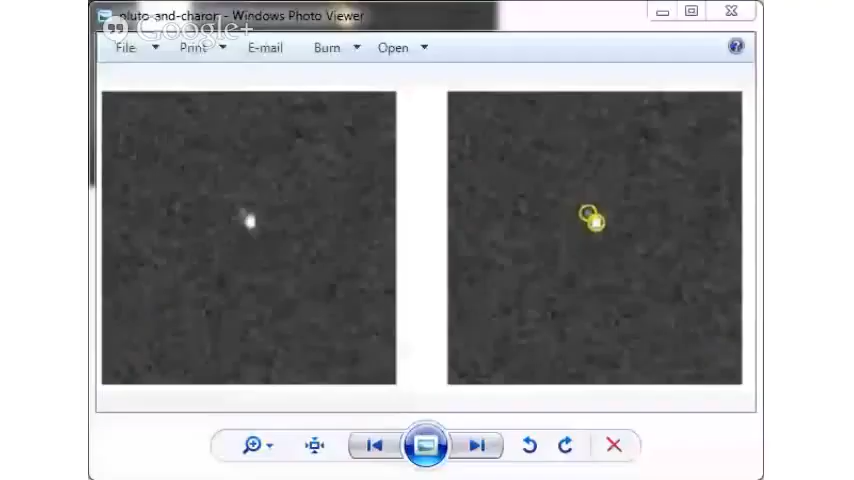 pluto-and-charon - Windows Photo Viewer
Google+
File Print E-mail Burn Open